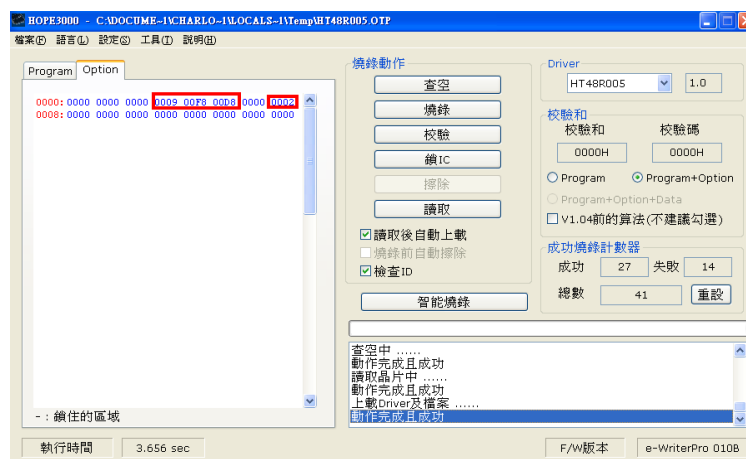 HOPE3000 - C:\DOCUME~1\CHARLO~1\LOCALS~1\Temp\HT48R005.OTP
檔案(F) 語言(L) 設定(S) 工具(T) 說明(H)
Program Option
0000: 0000 0000 0000 0009 00F8 00D8 0000 0002
0008: 0000 0000 0000 0000 0000 0000 0000 0000
- : 鎖住的區域
燒錄動作
查空
燒錄
校驗
鎖IC
擦除
讀取
讀取後自動上載
燒錄前自動擦除
檢查ID
智能燒錄
Driver
HT48R005 1.0
校驗和
校驗和 校驗碼
0000H 0000H
Program Program+Option
Program+Option+Data
V1.04前的算法(不建議勾選)
成功燒錄計數器
成功 27 失敗 14
總數 41 重設
查空中 ......
動作完成且成功
讀取晶片中 ......
動作完成且成功
上載Driver及檔案 ......
動作完成且成功
執行時間 3.656 sec F/W版本 e-WriterPro 010B